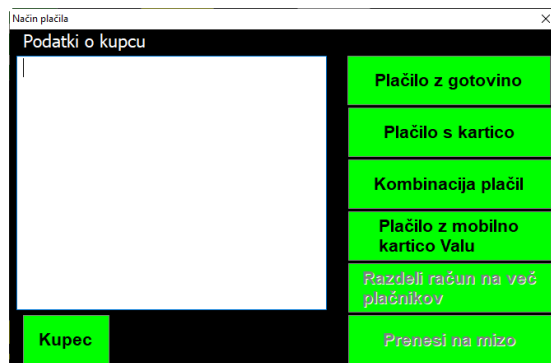 Način plačila
Podatki o kupcu
Plačilo z gotovino
Plačilo s kartico
Kombinacija plačil
Plačilo z mobilno
kartico Valu
Razdeli račun na več
plačnikov
Kupec
Prenesi na mizo